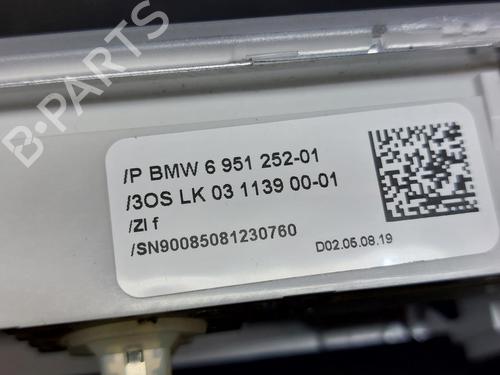 B-PARTS
/P BMW 6 951 252-01
/3OS LK 03 1139 00-01
/ZI f
/SN90085081230760
D02.05.08.19